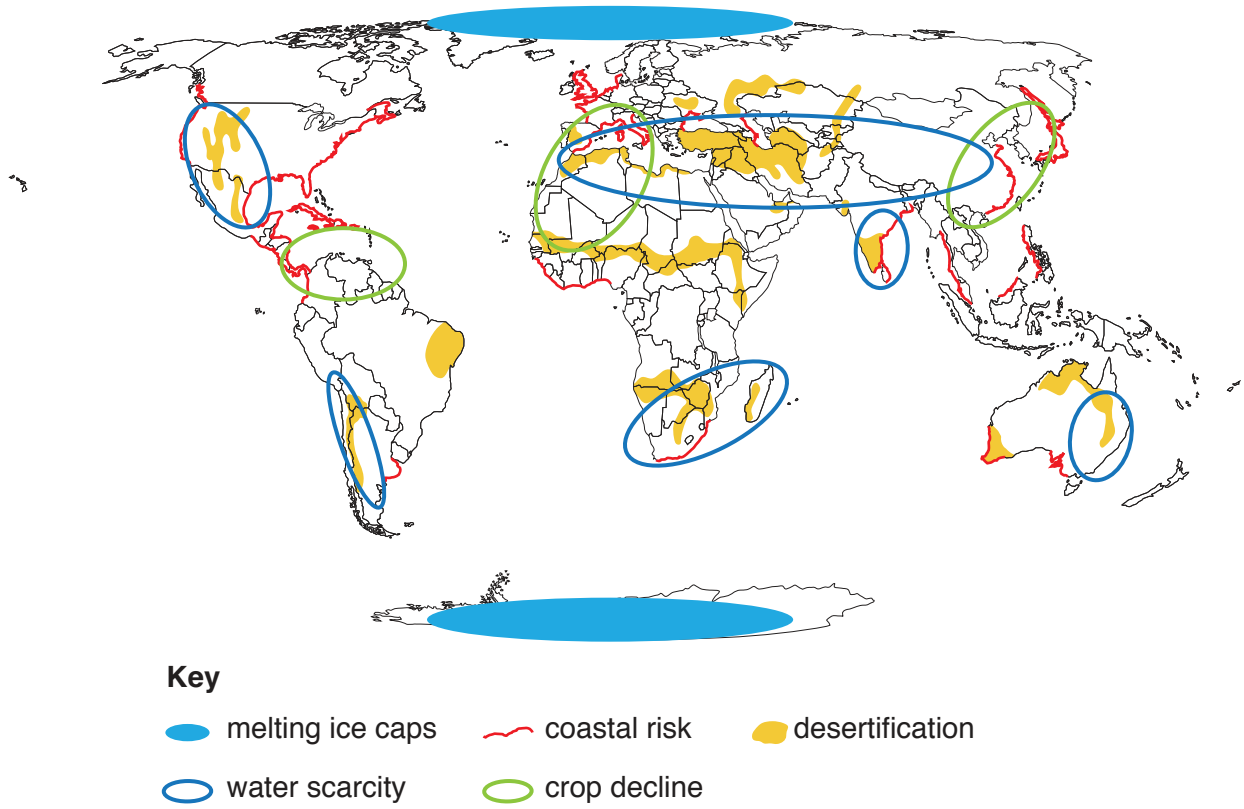 Key
melting ice caps coastal risk desertification
water scarcity crop decline